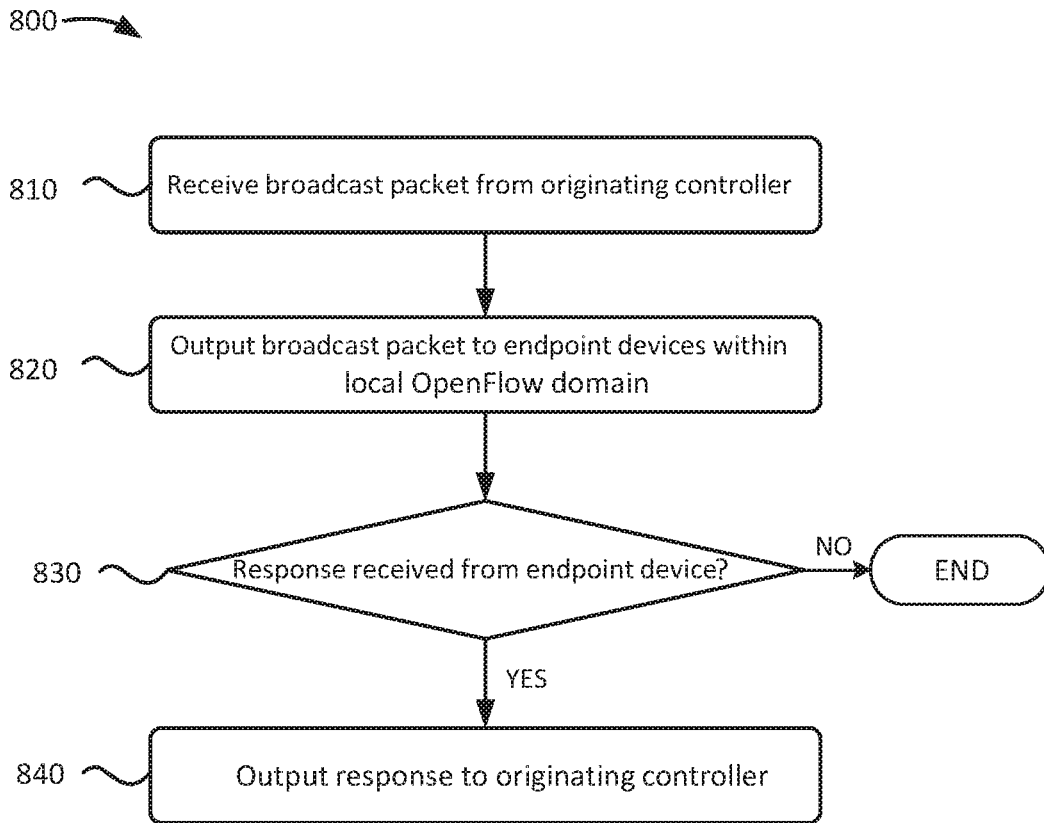 800
810
Receive broadcast packet from originating controller
820
Output broadcast packet to endpoint devices within
local OpenFlow domain
830
Response received from endpoint device?
NO
END
YES
840
Output response to originating controller